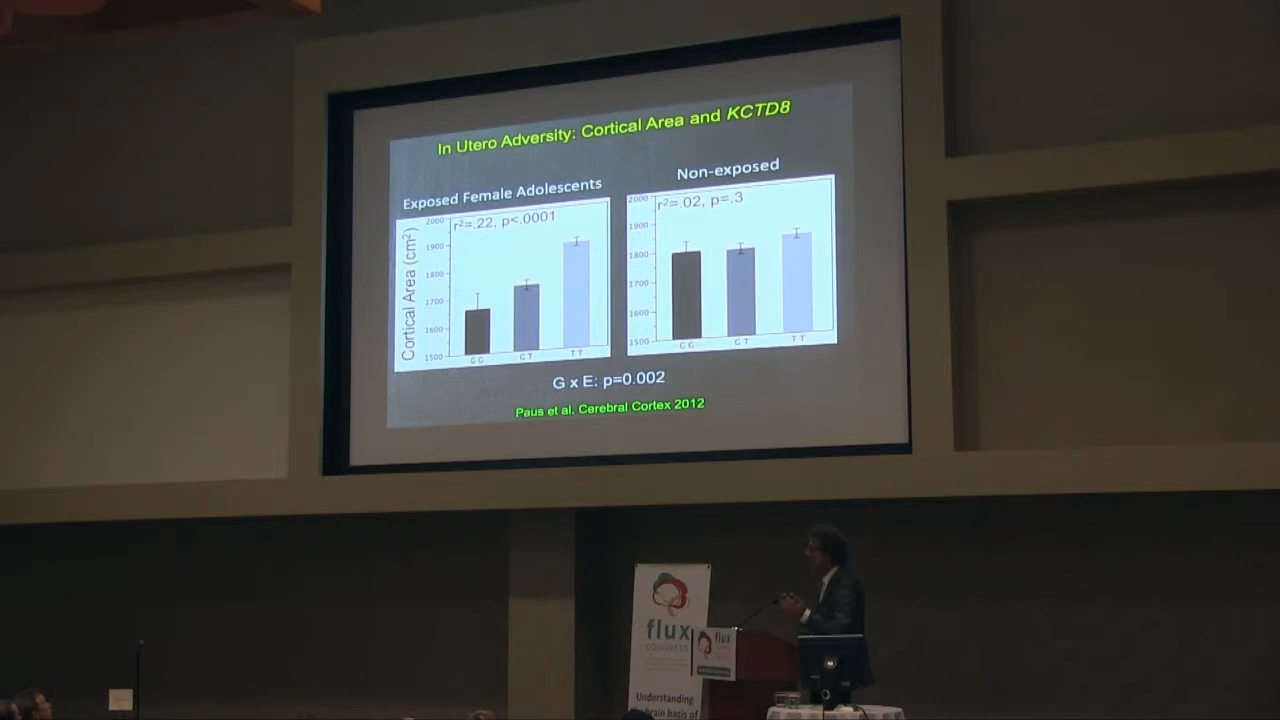 In Utero Adversity: Cortical Area and KCTD8
Exposed Female Adolescents
Non-exposed
r²=.22, p<.0001
r²=.02, p=.3
Cortical Area (cm²)
2000
1900
1800
1700
1600
1500
G G
G T
T T
2000
1900
1800
1700
1600
1500
G G
G T
T T
G x E: p=0.002
Paus et al, Cerebral Cortex 2012
flux
CONGRESS
Understanding
brain basis of
flux